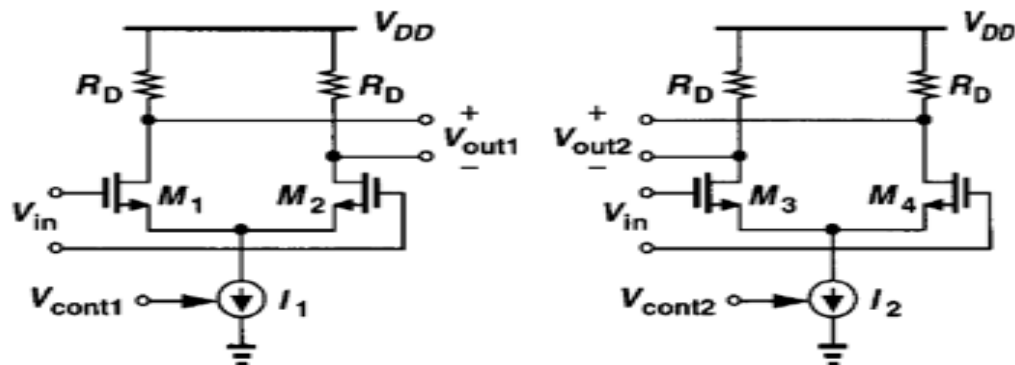 V_DD V_DD
R_D R_D R_D R_D
+ +
V_out1 V_out2
− −
M_1 M_2 M_3 M_4
V_in V_in
V_cont1 I_1 V_cont2 I_2